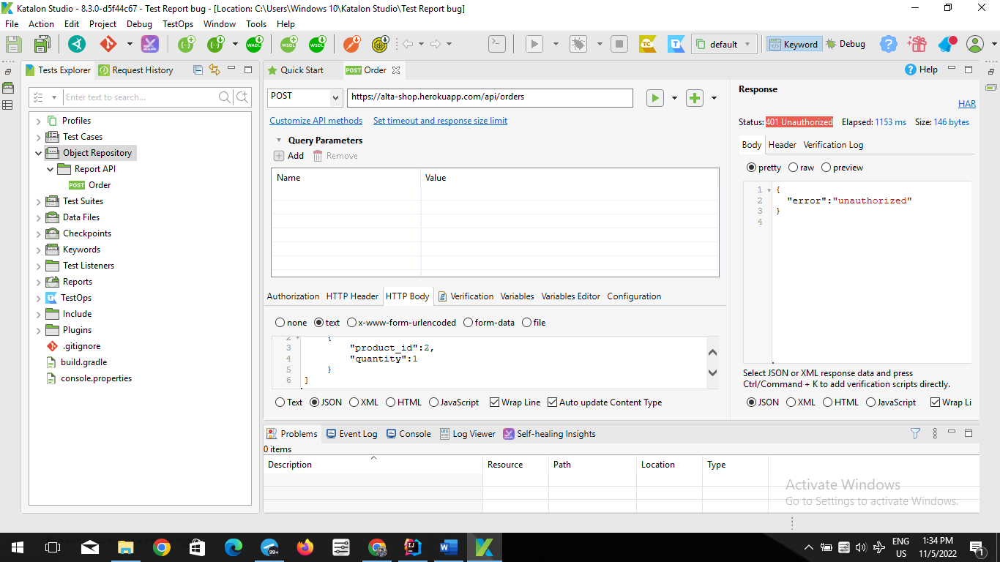 Katalon Studio - 8.3.0-d5f44c67 - Test Report bug - [Location: C:\Users\Windows 10\Katalon Studio\Test Report bug]
File Action Edit Project Debug TestOps Window Tools Help
WADL WSDL WSDL TC T default Keyword Debug
Tests Explorer Request History
Enter text to search...
Profiles
Test Cases
Object Repository
Report API
POST Order
Test Suites
Data Files
Checkpoints
Keywords
Test Listeners
Reports
TestOps
Include
Plugins
.gitignore
build.gradle
console.properties
Quick Start POST Order Help
POST https://alta-shop.herokuapp.com/api/orders
Customize API methods Set timeout and response size limit
Query Parameters
Add Remove
Name Value
Authorization HTTP Header HTTP Body Verification Variables Variables Editor Configuration
none text x-www-form-urlencoded form-data file
2 {
3 "product_id":2,
4 "quantity":1
5 }
6 ]
Text JSON XML HTML JavaScript Wrap Line Auto update Content Type
Response
HAR
Status: 401 Unauthorized Elapsed: 1153 ms Size: 146 bytes
Body Header Verification Log
pretty raw preview
1 {
2 "error":"unauthorized"
3 }
4
Select JSON or XML response data and press
Ctrl/Command + K to add verification scripts directly.
JSON XML HTML JavaScript Wrap Li
Problems Event Log Console Log Viewer Self-healing Insights
0 items
Description Resource Path Location Type
Activate Windows
Go to Settings to activate Windows.
99+ ENG 1:34 PM
US 11/5/2022 1